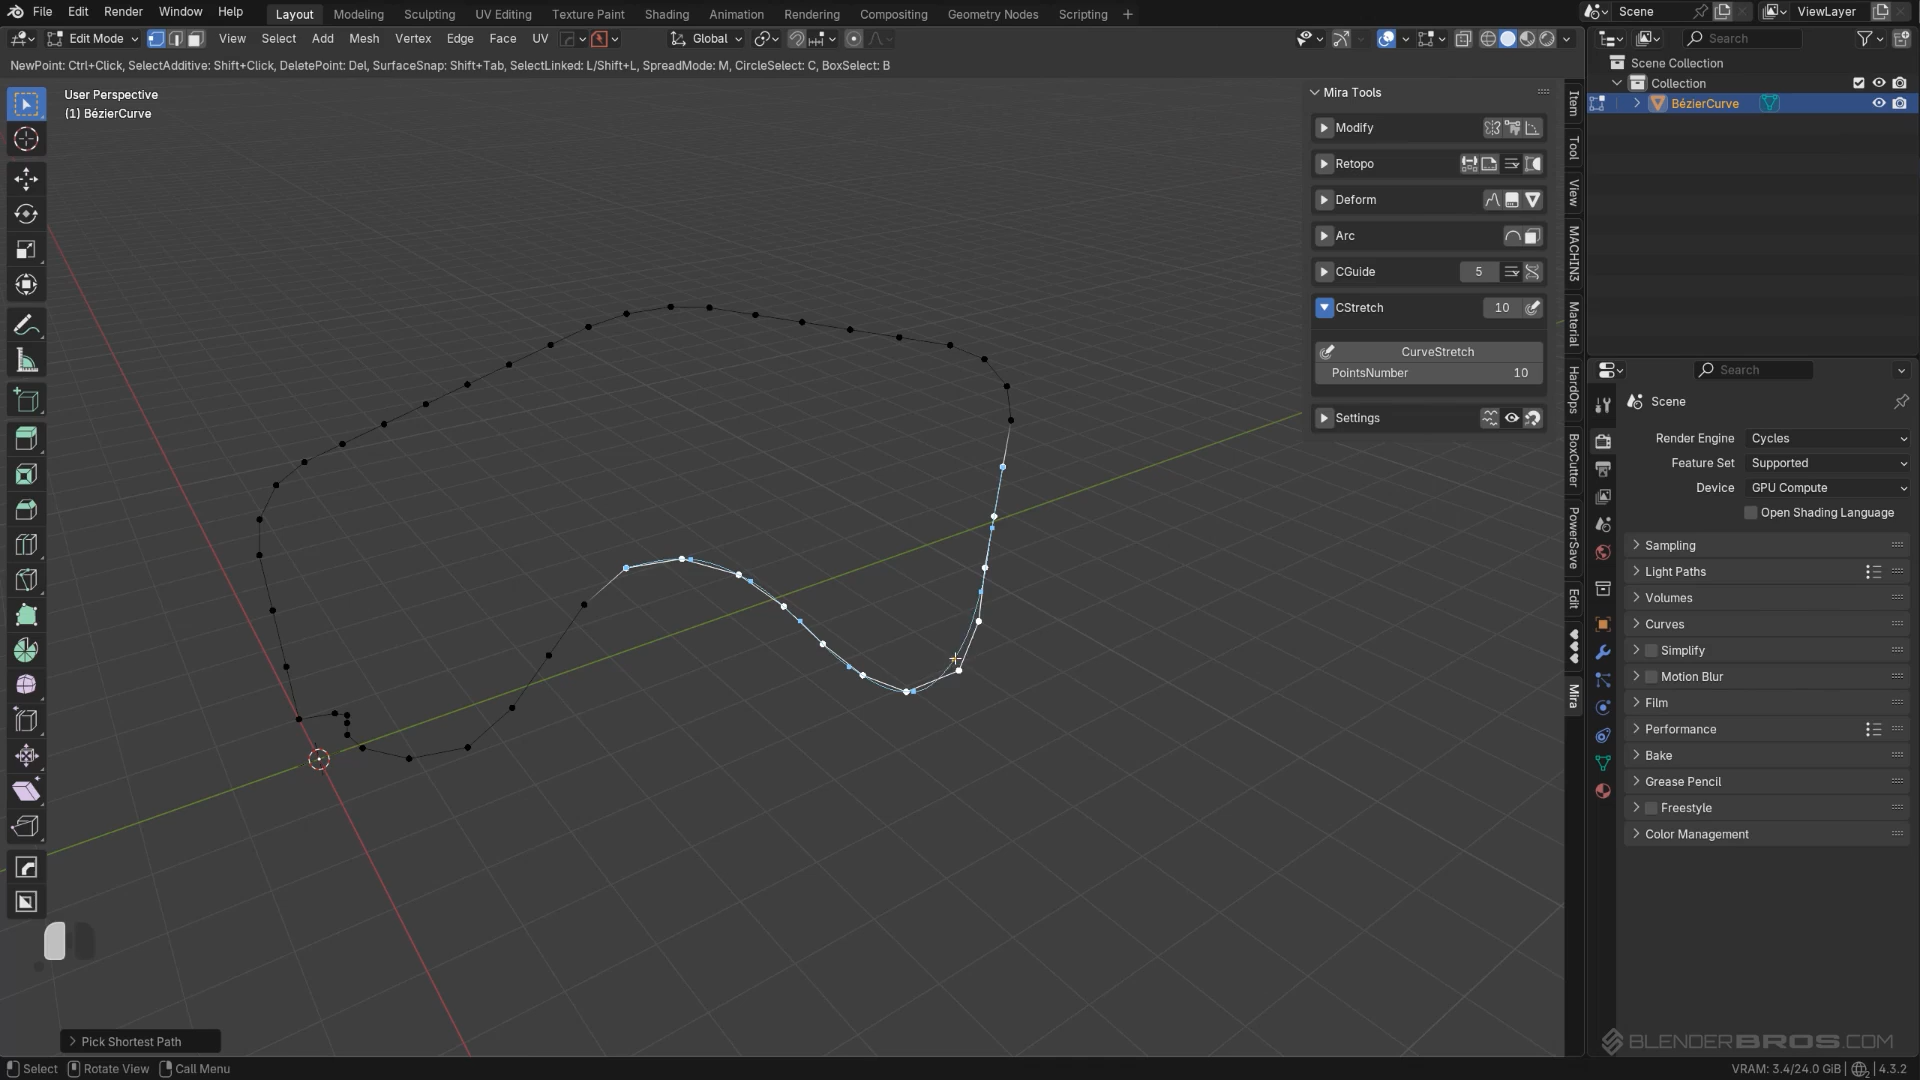 File Edit Render Window Help Layout Modeling Sculpting UV Editing Texture Paint Shading Animation Rendering Compositing Geometry Nodes Scripting + Scene ViewLayer
Edit Mode View Select Add Mesh Vertex Edge Face UV Global Search
NewPoint: Ctrl+Click, SelectAdditive: Shift+Click, DeletePoint: Del, SurfaceSnap: Shift+Tab, SelectLinked: L/Shift+L, SpreadMode: M, CircleSelect: C, BoxSelect: B
User Perspective
(1) BézierCurve
Mira Tools
Modify
Retopo
Deform
Arc
CGuide 5
CStretch 10
CurveStretch
PointsNumber 10
Settings
Item
Tool
View
MACHIN3
Material
HardOps
BoxCutter
PowerSave
Edit
♥♥♥
Mira
Scene Collection
Collection
BézierCurve
Search
Scene
Render Engine Cycles
Feature Set Supported
Device GPU Compute
Open Shading Language
Sampling
Light Paths
Volumes
Curves
Simplify
Motion Blur
Film
Performance
Bake
Grease Pencil
Freestyle
Color Management
Pick Shortest Path
BLENDERBROS.COM
Select Rotate View Call Menu VRAM: 3.4/24.0 GiB 4.3.2